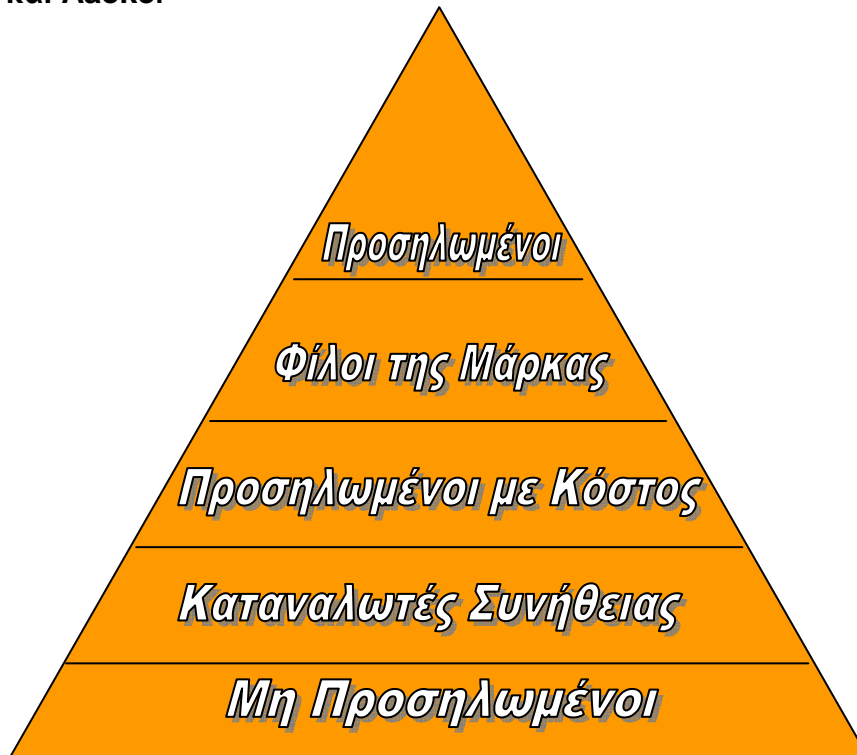 Προσηλωμένοι
Φίλοι της Μάρκας
Προσηλωμένοι με Κόστος
Καταναλωτές Συνήθειας
Μη Προσηλωμένοι